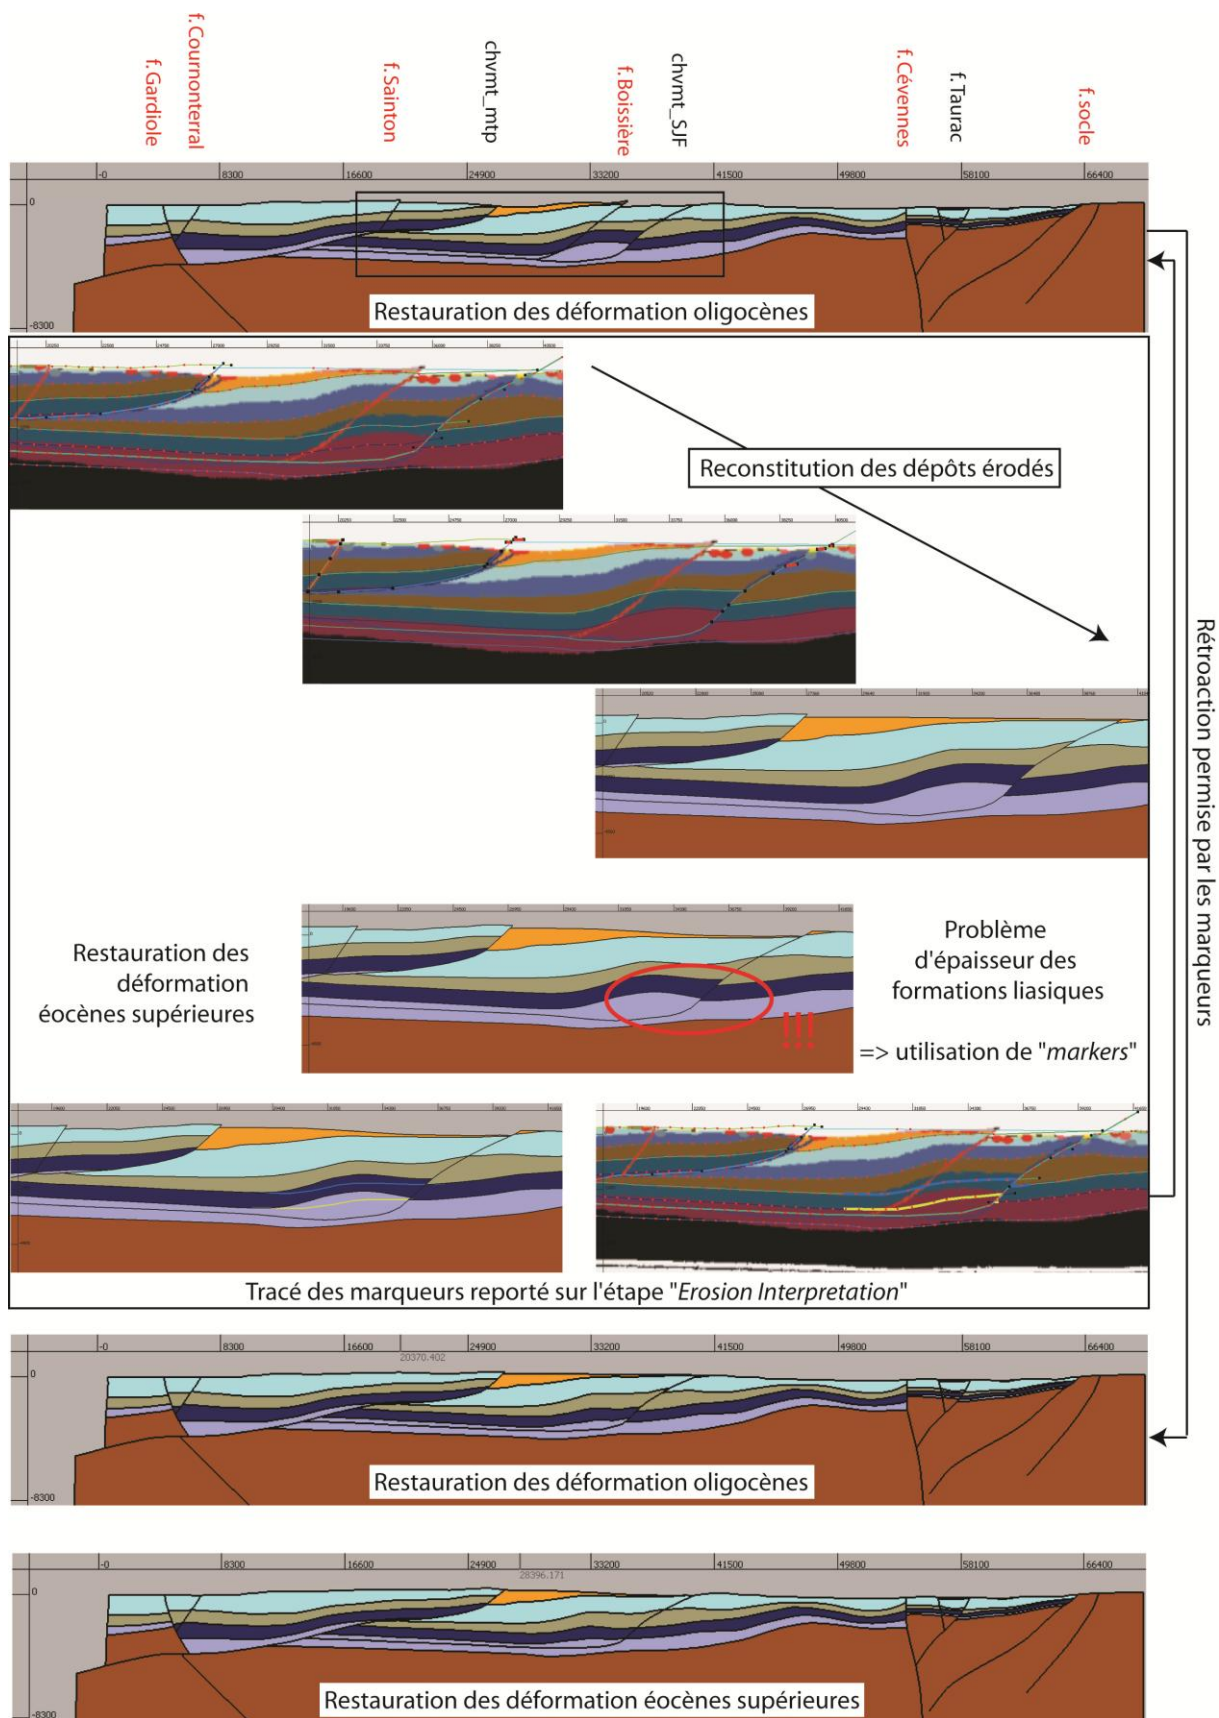 f.Gardiole
f.Cournonterral
f.Sainton
chvmt_mtp
f.Boissière
chvmt_SJF
f.Cévennes
f.Taurac
f.socle
-0 8300 16600 24900 33200 41500 49800 58100 66400
0
-8300
Restauration des déformation oligocènes
Reconstitution des dépôts érodés
Rétroaction permise par les marqueurs
Restauration des
déformation
éocènes supérieures
Problème
d'épaisseur des
formations liasiques
!!!
=> utilisation de "markers"
Tracé des marqueurs reporté sur l'étape "Erosion Interpretation"
-0 8300 16600 24900 33200 41500 49800 58100 66400
20370.402
0
-8300
Restauration des déformation oligocènes
-0 8300 16600 24900 33200 41500 49800 58100 66400
28396.171
0
-8300
Restauration des déformation éocènes supérieures